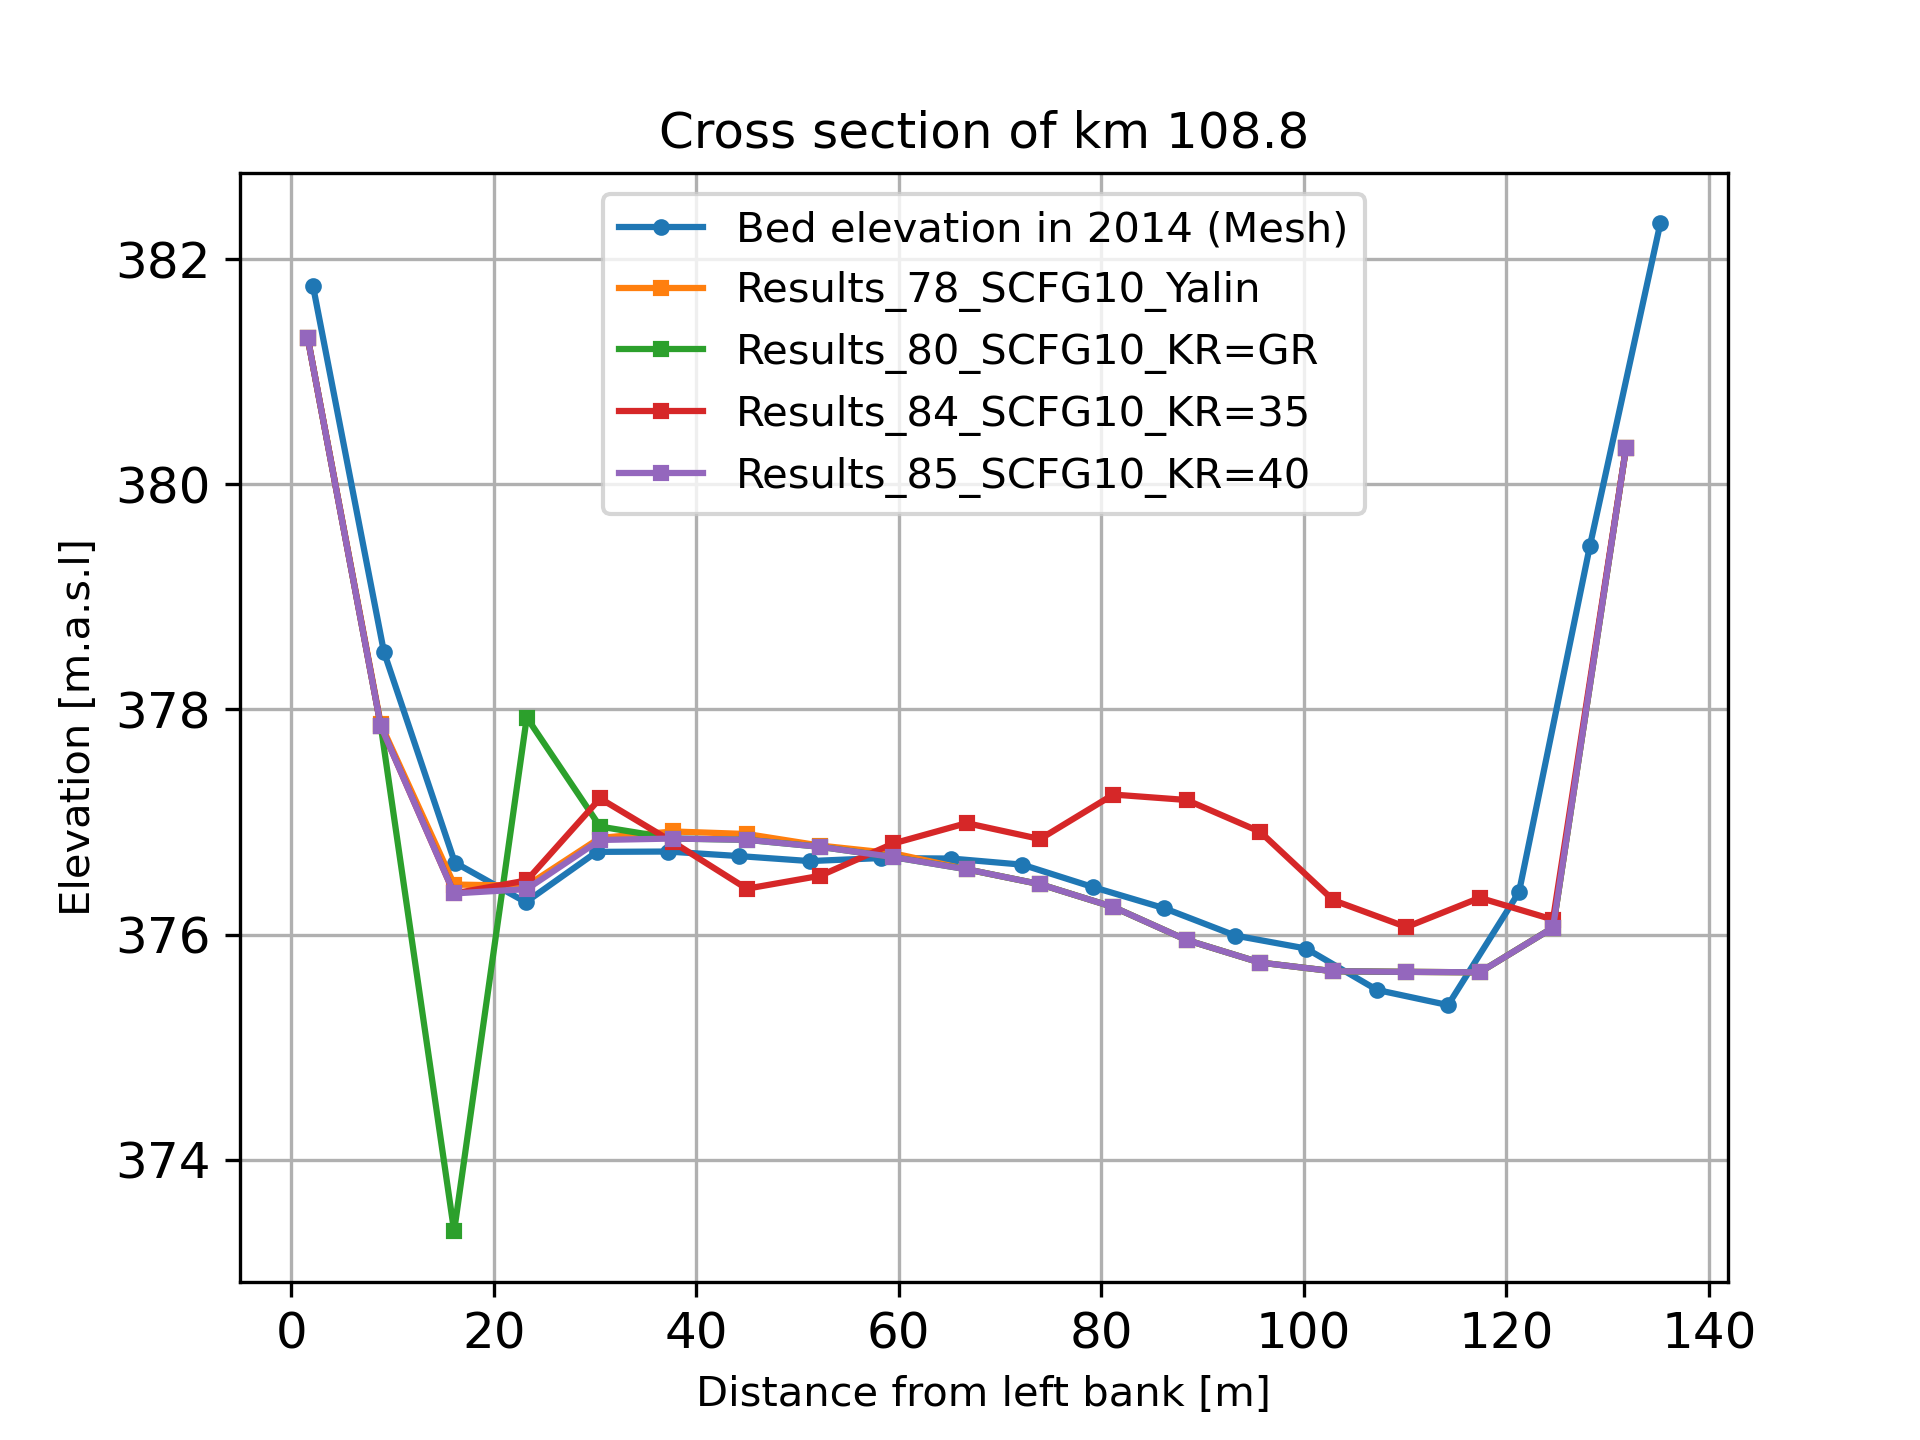 Cross section of km 108.8
Bed elevation in 2014 (Mesh)
Results_78_SCFG10_Yalin
Results_80_SCFG10_KR=GR
Results_84_SCFG10_KR=35
Results_85_SCFG10_KR=40
Elevation [m.a.s.l]
382
380
378
376
374
0 20 40 60 80 100 120 140
Distance from left bank [m]